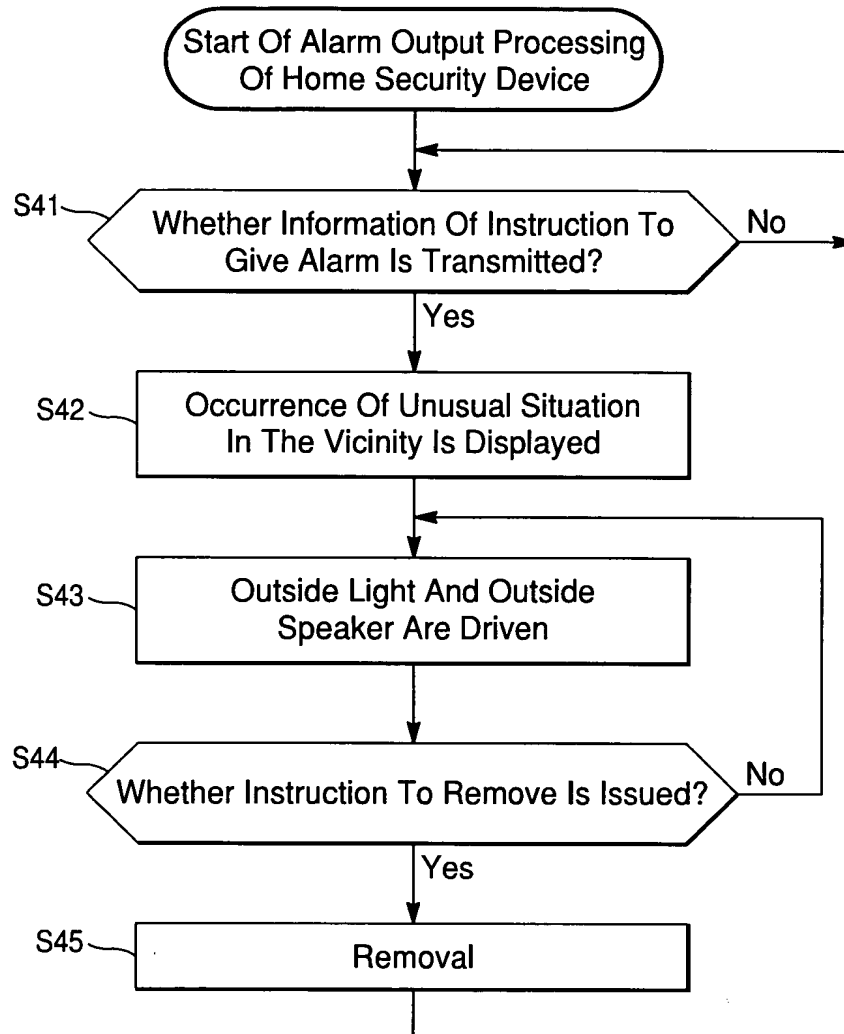 Start Of Alarm Output Processing
Of Home Security Device
S41
Whether Information Of Instruction To
Give Alarm Is Transmitted?
No
Yes
S42
Occurrence Of Unusual Situation
In The Vicinity Is Displayed
S43
Outside Light And Outside
Speaker Are Driven
S44
Whether Instruction To Remove Is Issued?
No
Yes
S45
Removal